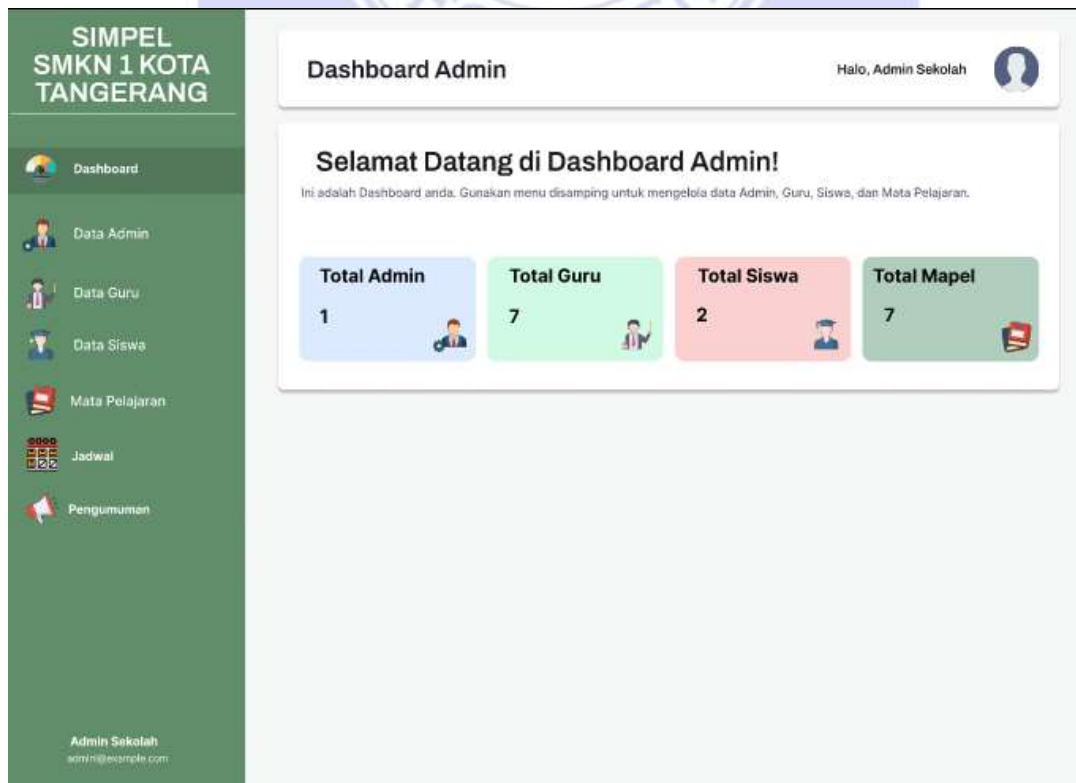 SIMPEL
SMKN 1 KOTA
TANGERANG
Dashboard
Data Admin
Data Guru
Data Siswa
Mata Pelajaran
Jadwal
Pengumuman
Admin Sekolah
admin@example.com
Dashboard Admin
Halo, Admin Sekolah
Selamat Datang di Dashboard Admin!
Ini adalah Dashboard anda. Gunakan menu disamping untuk mengelola data Admin, Guru, Siswa, dan Mata Pelajaran.
Total Admin
1
Total Guru
7
Total Siswa
2
Total Mapel
7